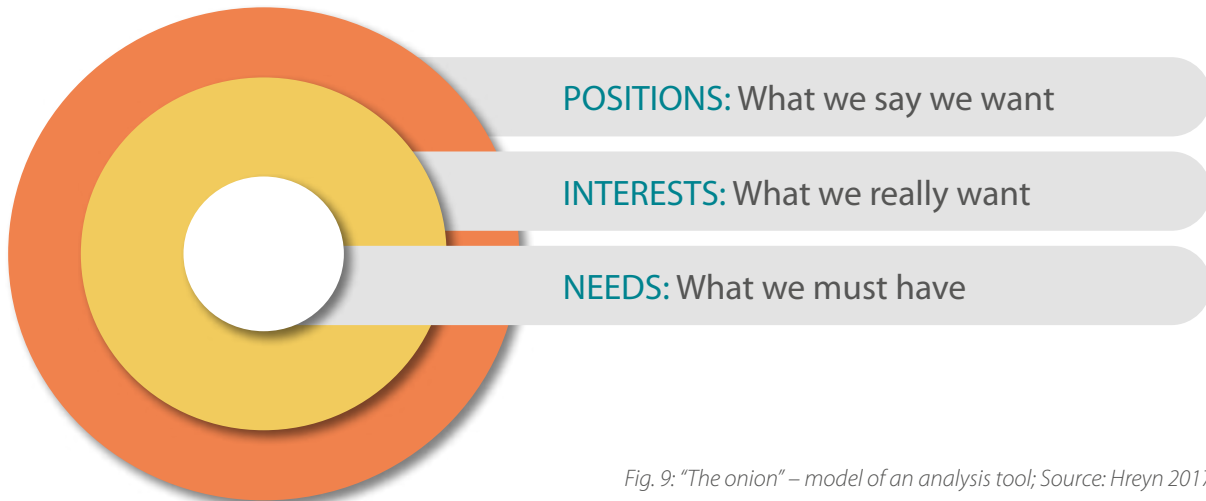 POSITIONS: What we say we want
INTERESTS: What we really want
NEEDS: What we must have
Fig. 9: “The onion” – model of an analysis tool; Source: Hreyn 2017